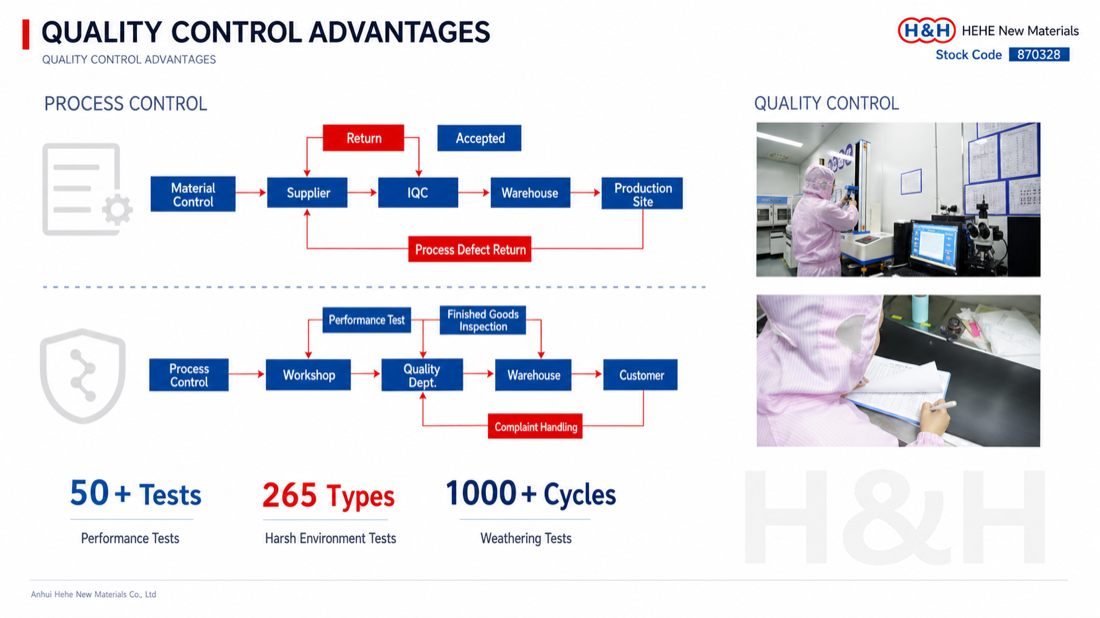 QUALITY CONTROL ADVANTAGES
QUALITY CONTROL ADVANTAGES
H&H HEHE New Materials
Stock Code 870328
PROCESS CONTROL
Return
Accepted
Material
Control
Supplier
IQC
Warehouse
Production
Site
Process Defect Return
Performance Test
Finished Goods
Inspection
Process
Control
Workshop
Quality
Dept.
Warehouse
Customer
Complaint Handling
50+ Tests
Performance Tests
265 Types
Harsh Environment Tests
1000+ Cycles
Weathering Tests
QUALITY CONTROL
H&H
Anhui Hehe New Materials Co., Ltd